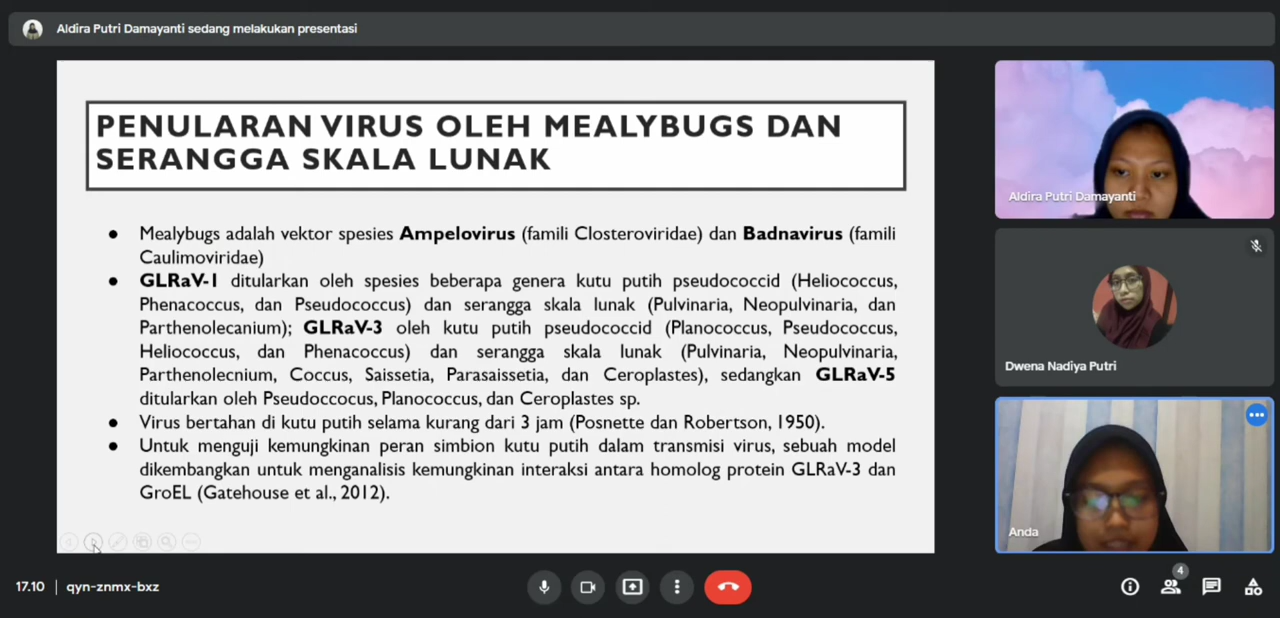 Aldira Putri Damayanti sedang melakukan presentasi
PENULARAN VIRUS OLEH MEALYBUGS DAN
SERANGGA SKALA LUNAK
● Mealybugs adalah vektor spesies Ampelovirus (famili Closteroviridae) dan Badnavirus (famili
Caulimoviridae)
● GLRaV-1 ditularkan oleh spesies beberapa genera kutu putih pseudococcid (Heliococcus,
Phenacoccus, dan Pseudococcus) dan serangga skala lunak (Pulvinaria, Neopulvinaria, dan
Parthenolecanium); GLRaV-3 oleh kutu putih pseudococcid (Planococcus, Pseudococcus,
Heliococcus, dan Phenacoccus) dan serangga skala lunak (Pulvinaria, Neopulvinaria,
Parthenolecnium, Coccus, Saissetia, Parasaissetia, dan Ceroplastes), sedangkan GLRaV-5
ditularkan oleh Pseudoccocus, Planococcus, dan Ceroplastes sp.
● Virus bertahan di kutu putih selama kurang dari 3 jam (Posnette dan Robertson, 1950).
● Untuk menguji kemungkinan peran simbion kutu putih dalam transmisi virus, sebuah model
dikembangkan untuk menganalisis kemungkinan interaksi antara homolog protein GLRaV-3 dan
GroEL (Gatehouse et al., 2012).
Aldira Putri Damayanti
Dwena Nadiya Putri
Anda
17.10 | qyn-znmx-bxz
4